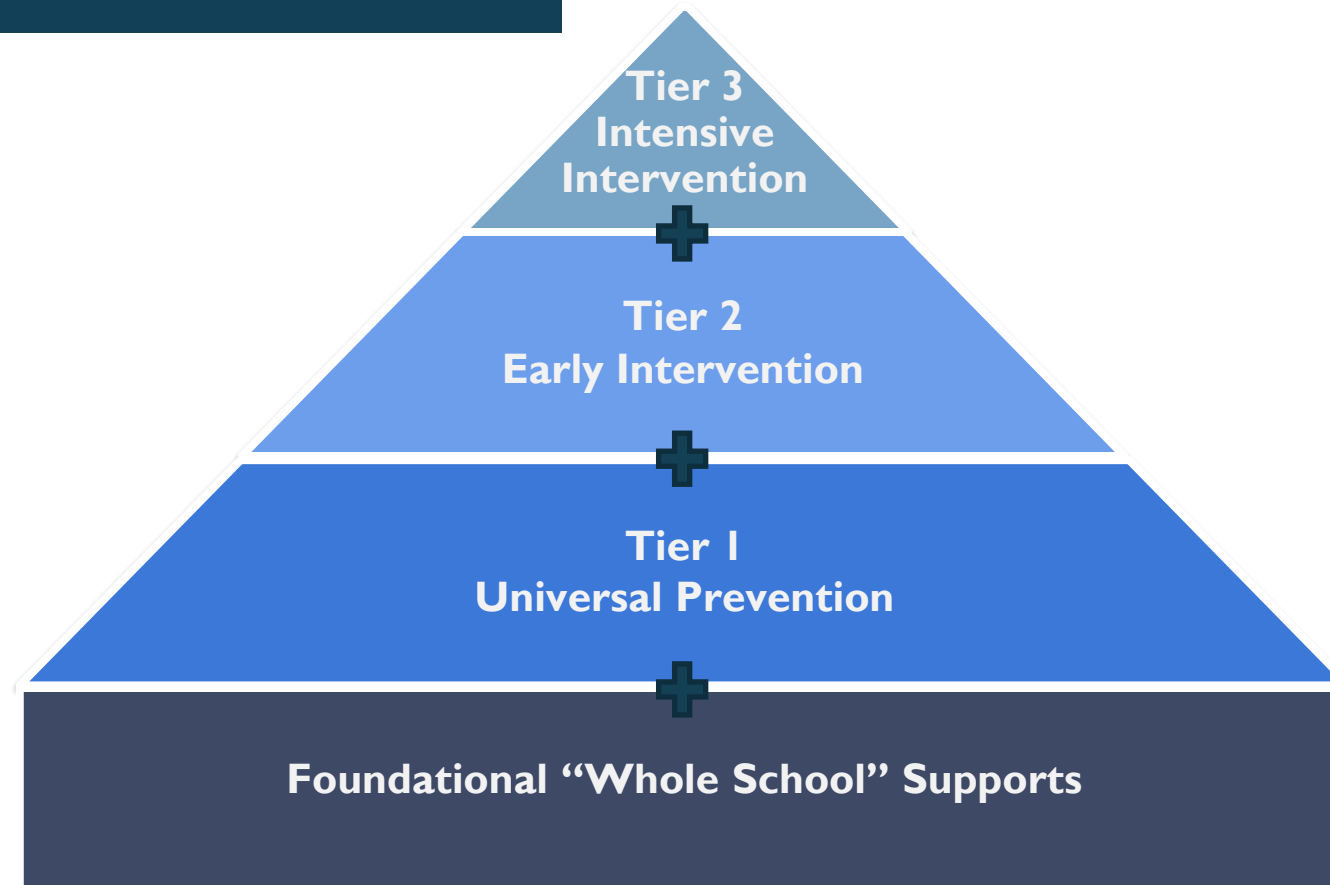 Tier 3
Intensive
Intervention
Tier 2
Early Intervention
Tier 1
Universal Prevention
Foundational “Whole School” Supports